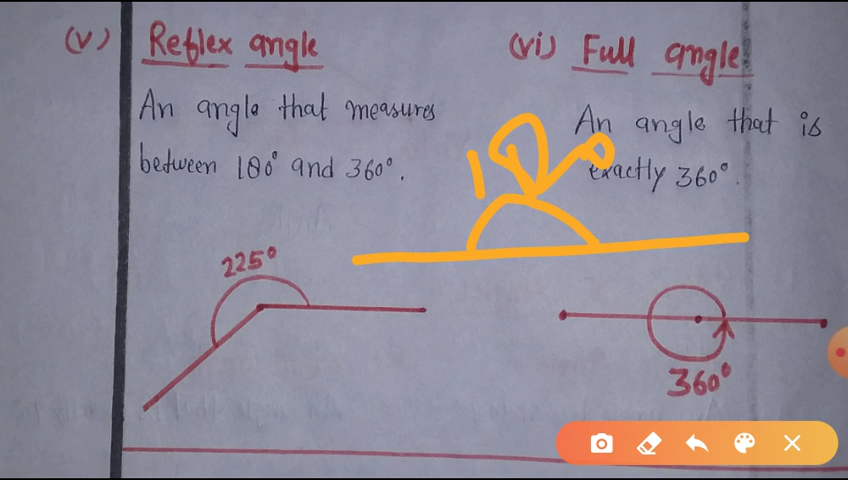 (v) Reflex angle
An angle that measures
between 180° and 360°.
225°
(vi) Full angle
An angle that is
exactly 360°.
360°